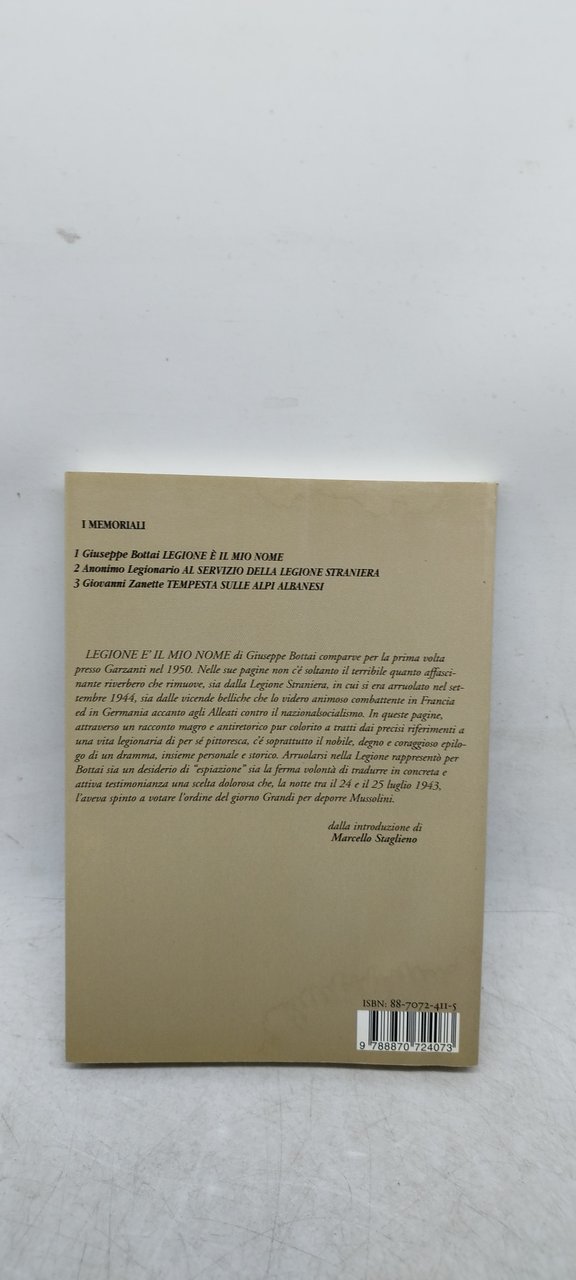 I MEMORIALI
1 Giuseppe Bottai LEGIONE È IL MIO NOME
2 Anonimo Legionario AL SERVIZIO DELLA LEGIONE STRANIERA
3 Giovanni Zanette TEMPESTA SULLE ALPI ALBANESI
LEGIONE E' IL MIO NOME di Giuseppe Bottai comparve per la prima volta
presso Garzanti nel 1950. Nelle sue pagine non c'è soltanto il terribile quanto affasci-
nante riverbero che rimuove, sia dalla Legione Straniera, in cui si era arruolato nel set-
tembre 1944, sia dalle vicende belliche che lo videro animoso combattente in Francia
ed in Germania accanto agli Alleati contro il nazionalsocialismo. In queste pagine,
attraverso un racconto magro e antiretorico pur colorito a tratti dai precisi riferimenti a
una vita legionaria di per sé pittoresca, c'è soprattutto il nobile, degno e coraggioso epilo-
go di un dramma, insieme personale e storico. Arruolarsi nella Legione rappresentò per
Bottai sia un desiderio di "espiazione" sia la ferma volontà di tradurre in concreta e
attiva testimonianza una scelta dolorosa che, la notte tra il 24 e il 25 luglio 1943,
l'aveva spinto a votare l'ordine del giorno Grandi per deporre Mussolini.
dalla introduzione di
Marcello Staglieno
ISBN: 88-7072-411-5
9 788870 724073